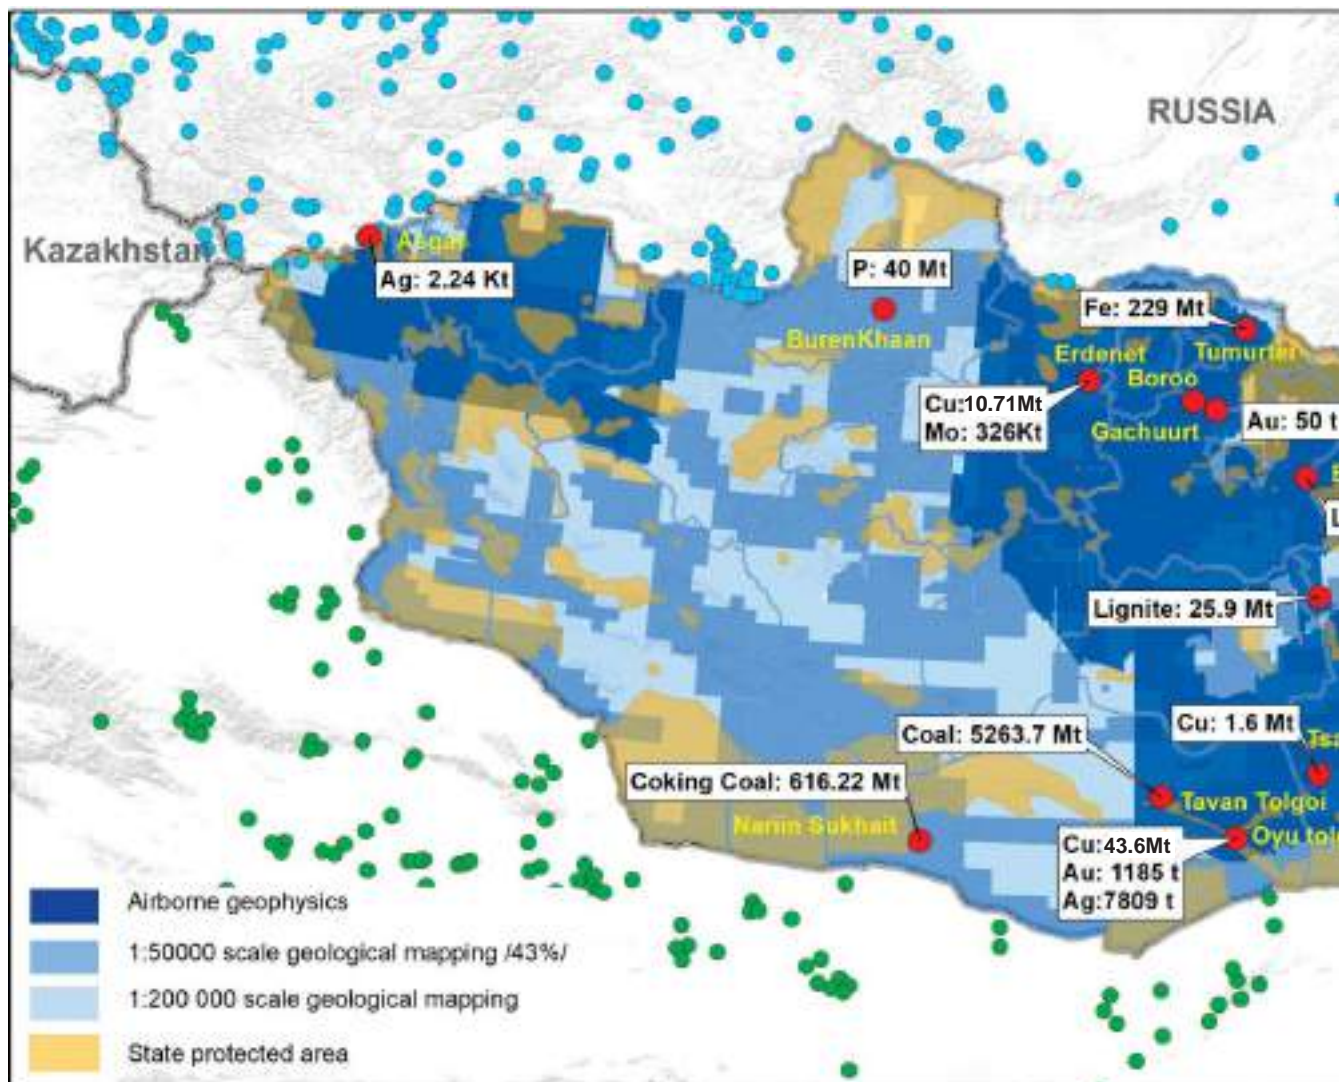 RUSSIA
Kazakhstan
Asgat
Ag: 2.24 Kt
P: 40 Mt
BurenKhaan
Fe: 229 Mt
Erdenet
Tumurtei
Boroo
Cu:10.71Mt
Mo: 326Kt
Gachuurt
Au: 50 t
Lignite: 25.9 Mt
Cu: 1.6 Mt
Coal: 5263.7 Mt
Coking Coal: 616.22 Mt
Tavan Tolgoi
Nariin Sukhait
Cu:43.6Mt
Au: 1185 t
Ag:7809 t
Oyu
Airborne geophysics
1:50000 scale geological mapping /43%/
1:200 000 scale geological mapping
State protected area